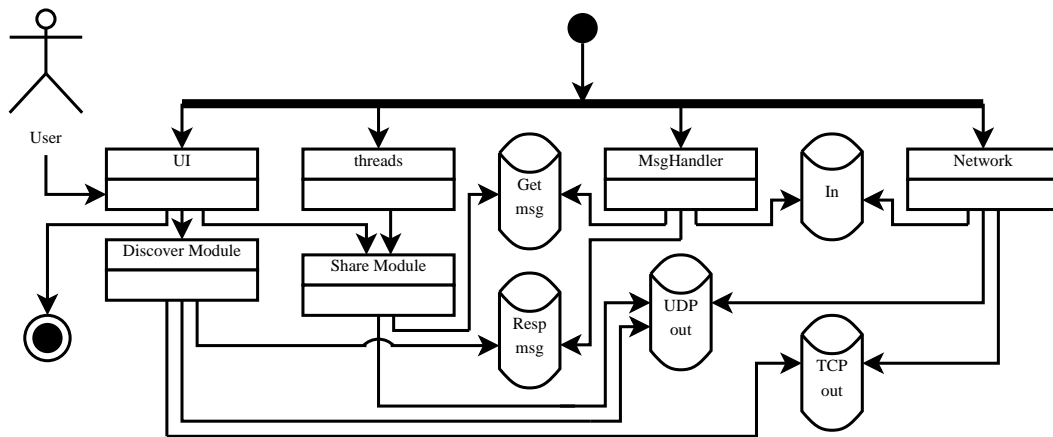 User
UI
threads
Get
msg
MsgHandler
In
Network
Discover Module
Share Module
Resp
msg
UDP
out
TCP
out